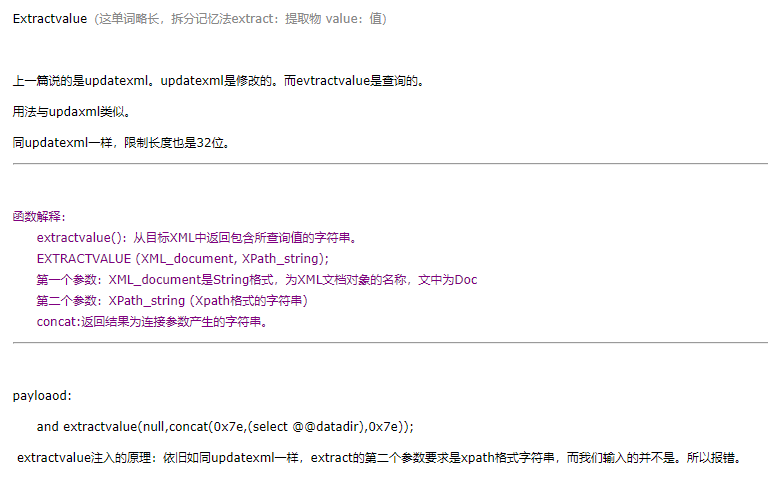 Extractvalue（这单词略长，拆分记忆法extract：提取物 value：值）
上一篇说的是updatexml。updatexml是修改的。而evtractvalue是查询的。
用法与updaxml类似。
同updatexml一样，限制长度也是32位。
函数解释：
extractvalue()：从目标XML中返回包含所查询值的字符串。
EXTRACTVALUE (XML_document, XPath_string);
第一个参数：XML_document是String格式，为XML文档对象的名称，文中为Doc
第二个参数：XPath_string (Xpath格式的字符串)
concat:返回结果为连接参数产生的字符串。
payloaod:
and extractvalue(null,concat(0x7e,(select @@datadir),0x7e));
extractvalue注入的原理：依旧如同updatexml一样，extract的第二个参数要求是xpath格式字符串，而我们输入的并不是。所以报错。